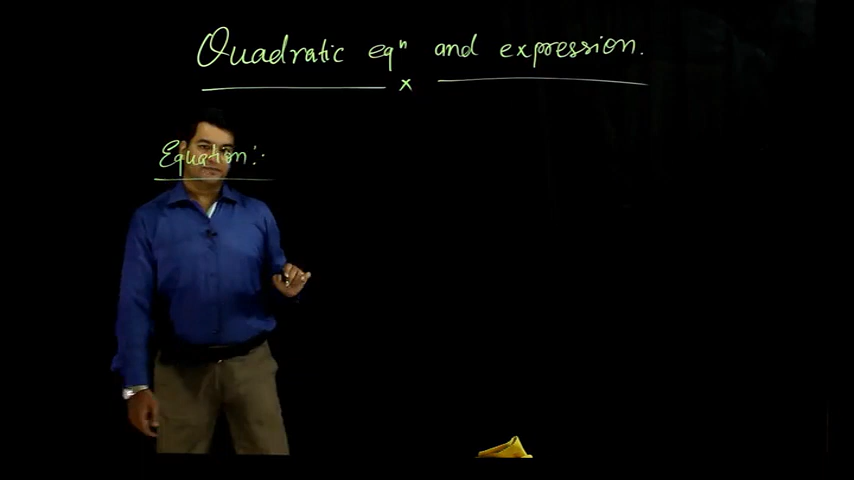 Quadratic eqⁿ and expression.
x
Equation:-